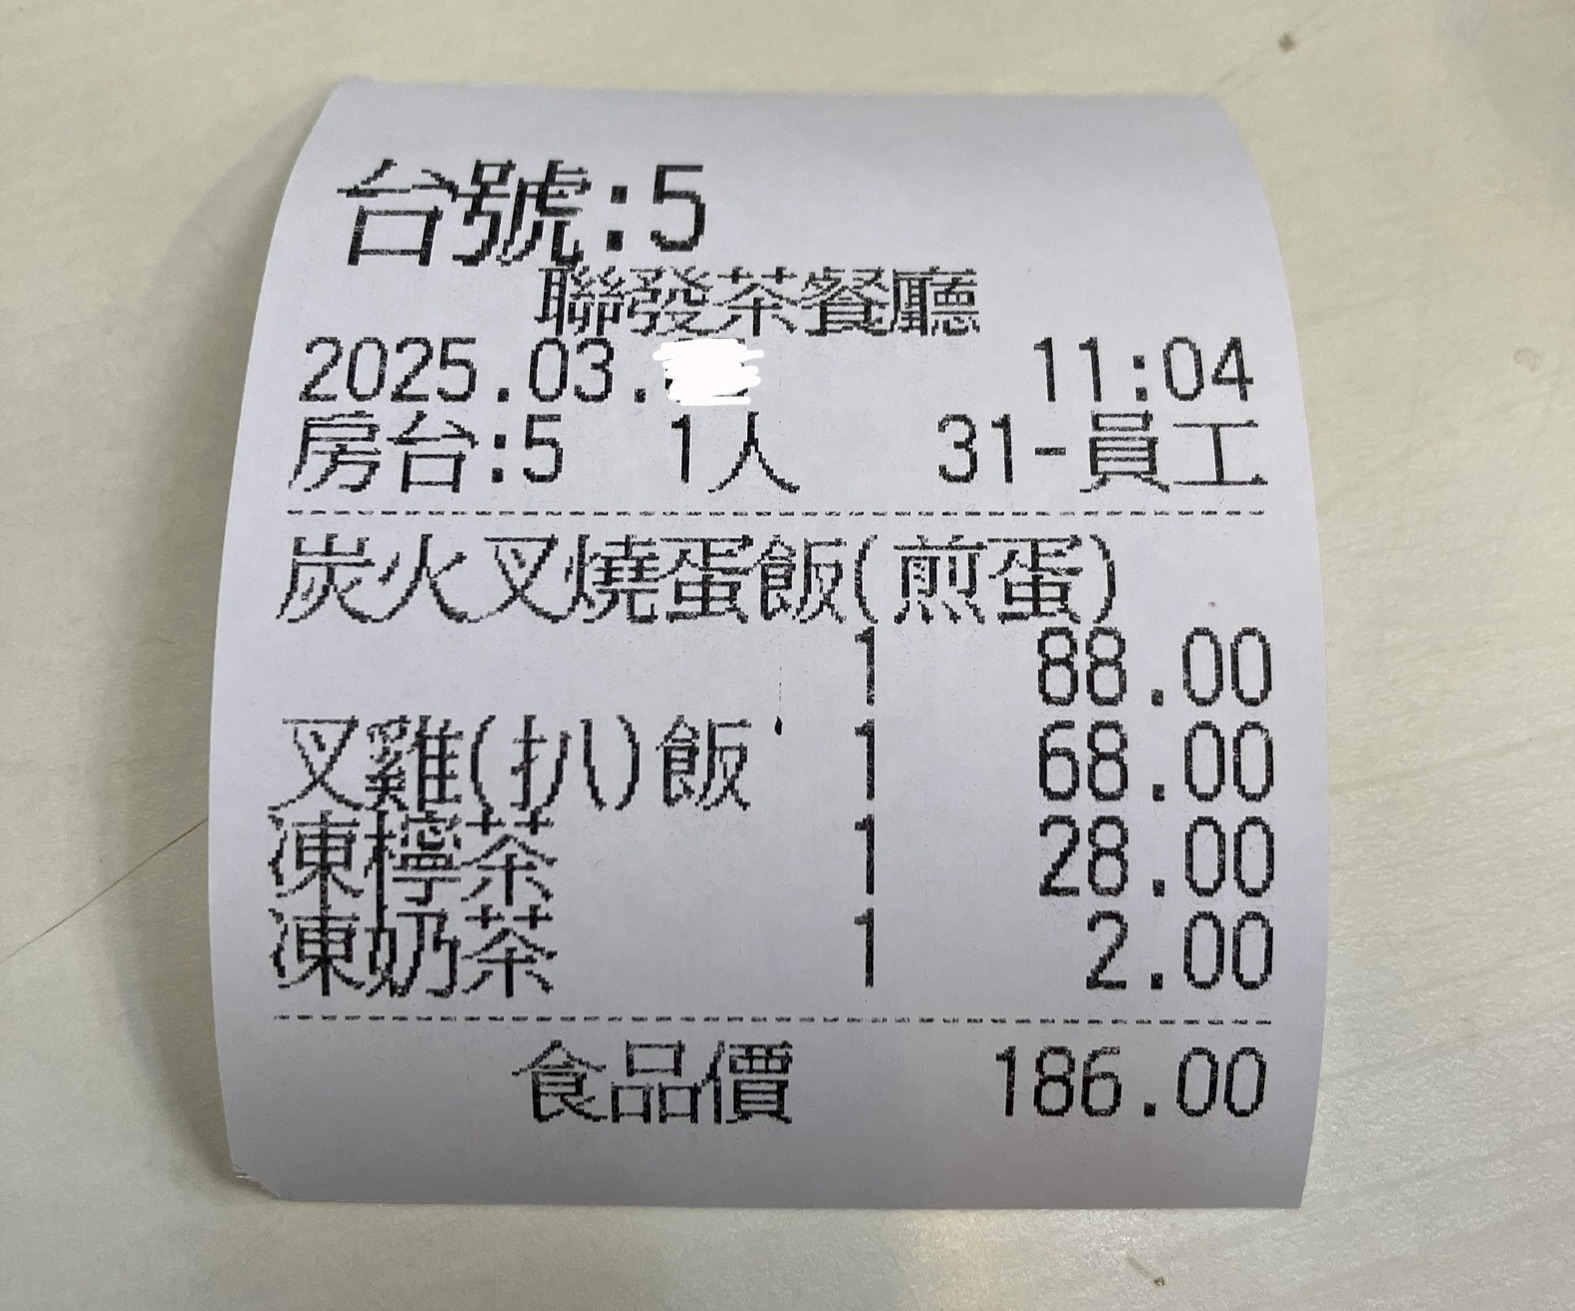 台號:5
聯發茶餐廳
2025.03. 11:04
房台:5 1人 31-員工
炭火叉燒蛋飯(煎蛋)
1 88.00
叉雞(扒)飯 1 68.00
凍檸茶 1 28.00
凍奶茶 1 2.00
食品價 186.00